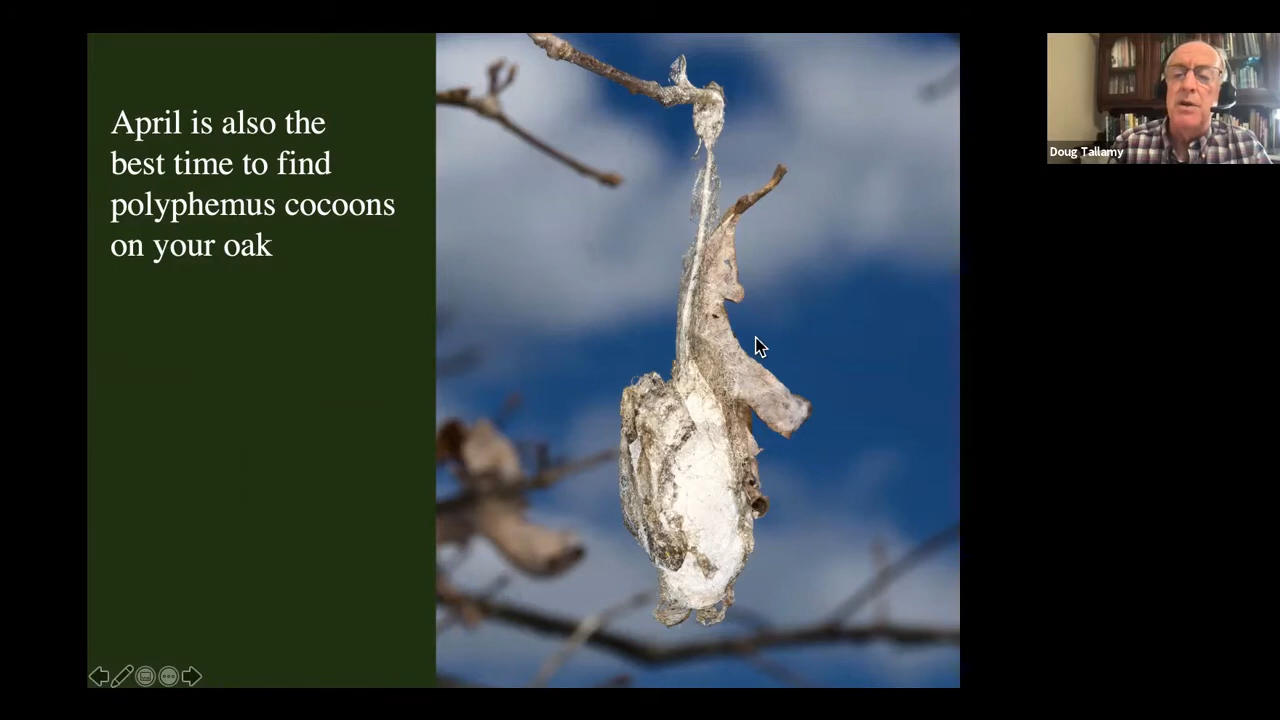 April is also the
best time to find
polyphemus cocoons
on your oak
Doug Tallamy